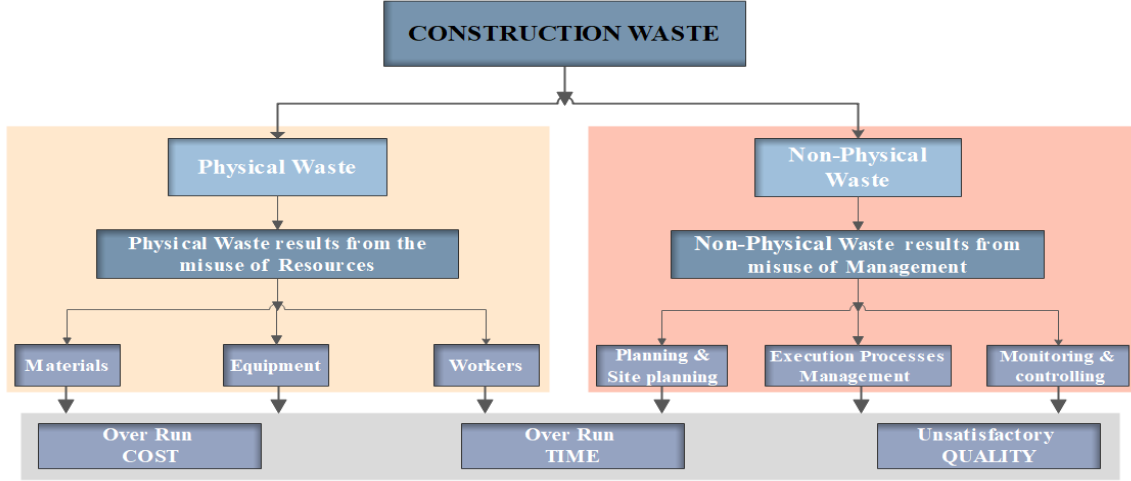 CONSTRUCTION WASTE
Physical Waste
Non-Physical
Waste
Physical Waste results from the
misuse of Resources
Non-Physical Waste results from
misuse of Management
Materials
Equipment
Workers
Planning &
Site planning
Execution Processes
Management
Monitoring &
controlling
Over Run
COST
Over Run
TIME
Unsatisfactory
QUALITY